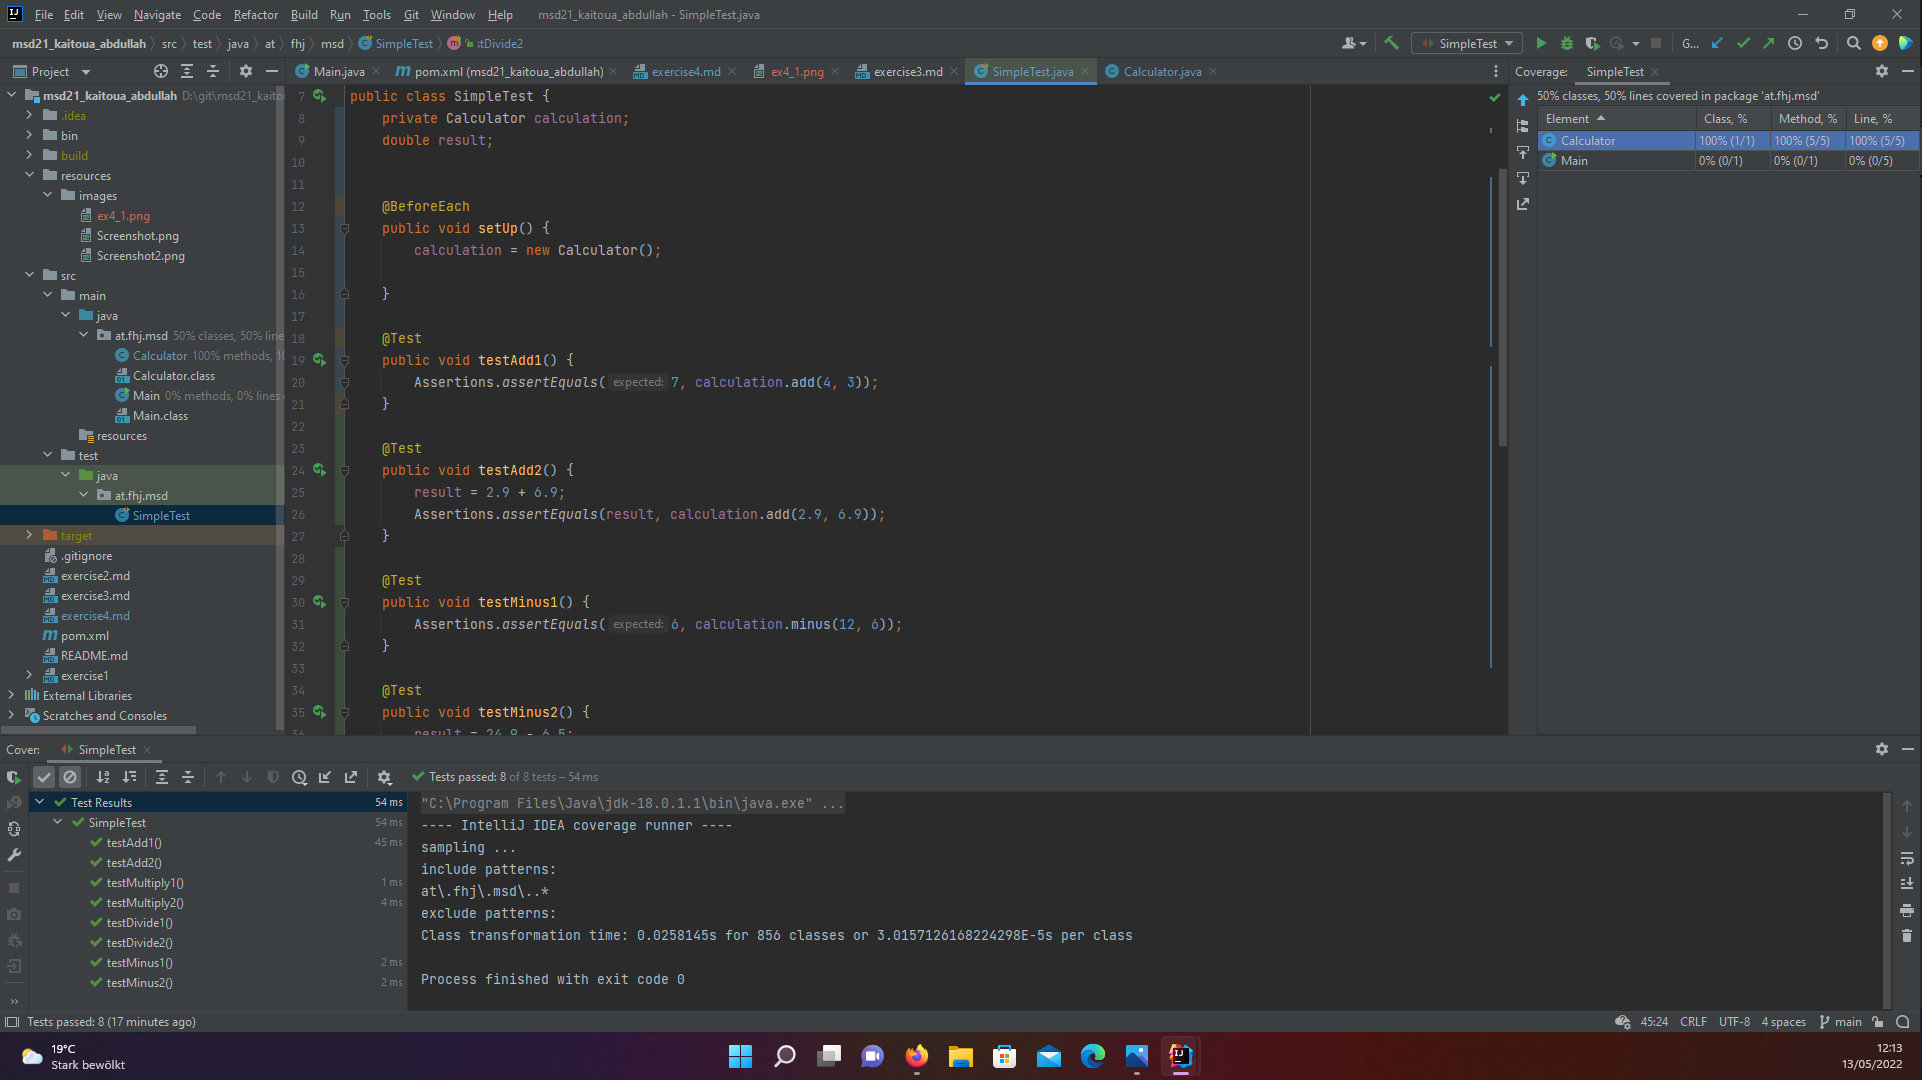 File Edit View Navigate Code Refactor Build Run Tools Git Window Help msd21_kaitoua_abdullah - SimpleTest.java
msd21_kaitoua_abdullah src test java at fhj msd SimpleTest testDivide2
SimpleTest G...
Project
Main.java pom.xml (msd21_kaitoua_abdullah) exercise4.md ex4_1.png exercise3.md SimpleTest.java Calculator.java
msd21_kaitoua_abdullah D:\git\msd21_kaito
.idea
bin
build
resources
images
ex4_1.png
Screenshot.png
Screenshot2.png
src
main
java
at.fhj.msd 50% classes, 50% line
Calculator 100% methods, 10
Calculator.class
Main 0% methods, 0% lines
Main.class
resources
test
java
at.fhj.msd
SimpleTest
target
.gitignore
exercise2.md
exercise3.md
exercise4.md
pom.xml
README.md
exercise1
External Libraries
Scratches and Consoles
7 public class SimpleTest {
8 private Calculator calculation;
9 double result;
10
11
12 @BeforeEach
13 public void setUp() {
14 calculation = new Calculator();
15
16 }
17
18 @Test
19 public void testAdd1() {
20 Assertions.assertEquals( expected: 7, calculation.add(4, 3));
21 }
22
23 @Test
24 public void testAdd2() {
25 result = 2.9 + 6.9;
26 Assertions.assertEquals(result, calculation.add(2.9, 6.9));
27 }
28
29 @Test
30 public void testMinus1() {
31 Assertions.assertEquals( expected: 6, calculation.minus(12, 6));
32 }
33
34 @Test
35 public void testMinus2() {
36 result = 24.9 - 6.5;
Coverage: SimpleTest
50% classes, 50% lines covered in package 'at.fhj.msd'
Element Class, % Method, % Line, %
Calculator 100% (1/1) 100% (5/5) 100% (5/5)
Main 0% (0/1) 0% (0/1) 0% (0/5)
Cover: SimpleTest
Tests passed: 8 of 8 tests – 54 ms
Test Results 54 ms
SimpleTest 54 ms
testAdd1() 45 ms
testAdd2()
testMultiply1() 1 ms
testMultiply2() 4 ms
testDivide1()
testDivide2()
testMinus1() 2 ms
testMinus2() 2 ms
"C:\Program Files\Java\jdk-18.0.1.1\bin\java.exe" ...
---- IntelliJ IDEA coverage runner ----
sampling ...
include patterns:
at\.fhj\.msd\..*
exclude patterns:
Class transformation time: 0.0258145s for 856 classes or 3.0157126168224298E-5s per class
Process finished with exit code 0
Tests passed: 8 (17 minutes ago) 45:24 CRLF UTF-8 4 spaces main
19°C
Stark bewölkt
12:13
13/05/2022